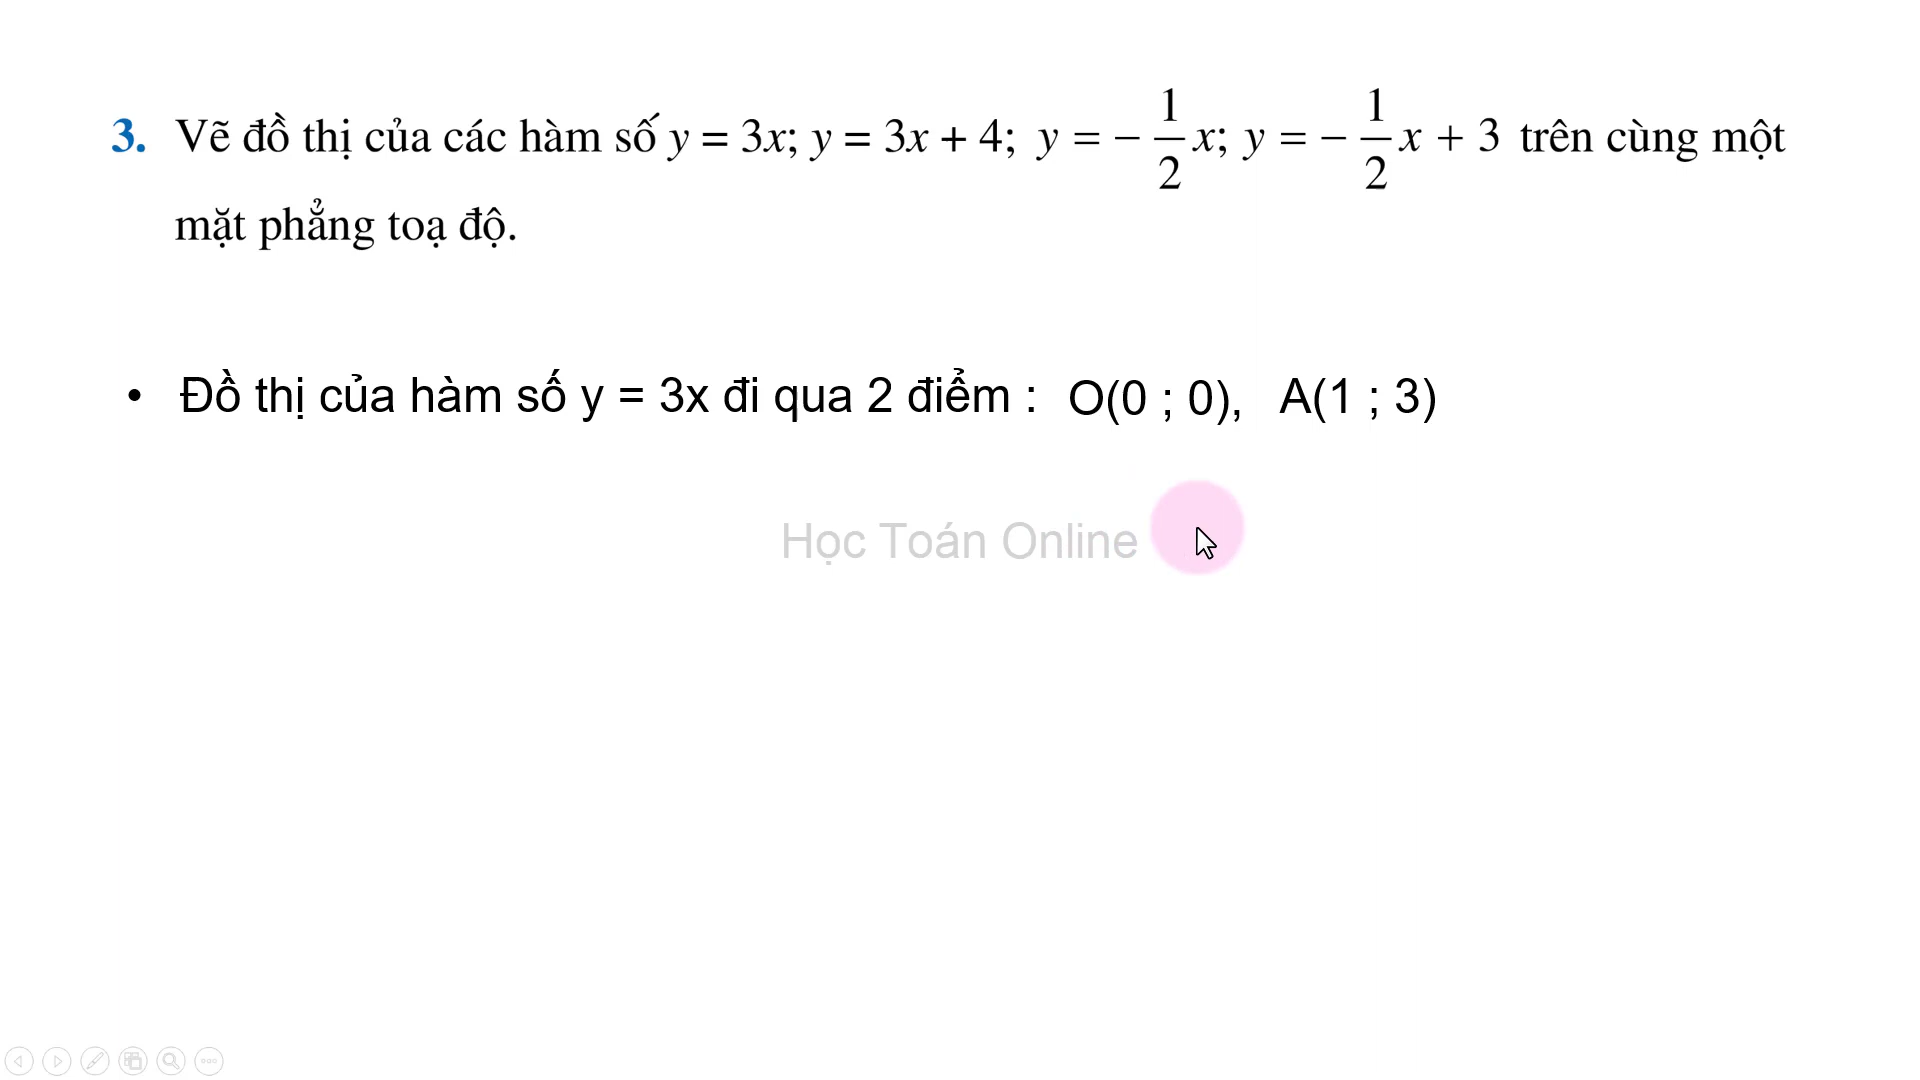 3. Vẽ đồ thị của các hàm số y = 3x; y = 3x + 4; y = − 1/2 x; y = − 1/2 x + 3 trên cùng một
mặt phẳng toạ độ.
• Đồ thị của hàm số y = 3x đi qua 2 điểm : O(0 ; 0), A(1 ; 3)
Học Toán Online